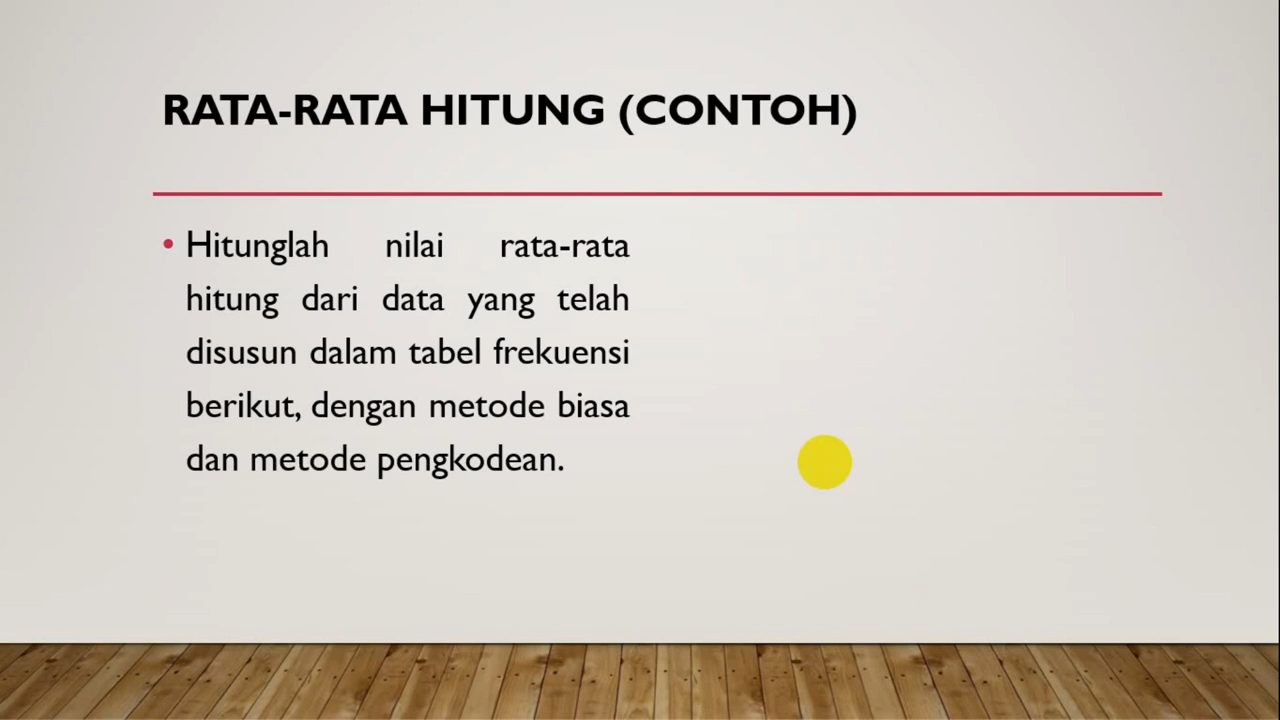 RATA-RATA HITUNG (CONTOH)
• Hitunglah nilai rata-rata
hitung dari data yang telah
disusun dalam tabel frekuensi
berikut, dengan metode biasa
dan metode pengkodean.